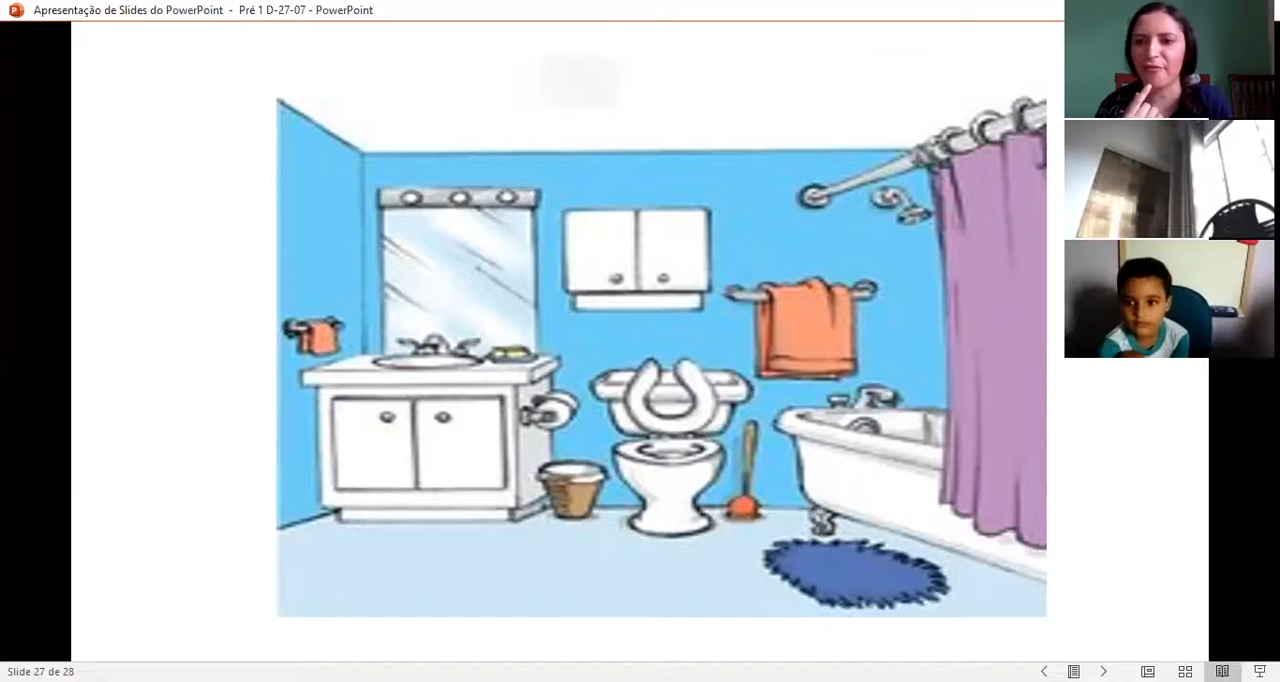 Apresentação de Slides do PowerPoint - Pré 1 D-27-07 - PowerPoint
Slide 27 de 28